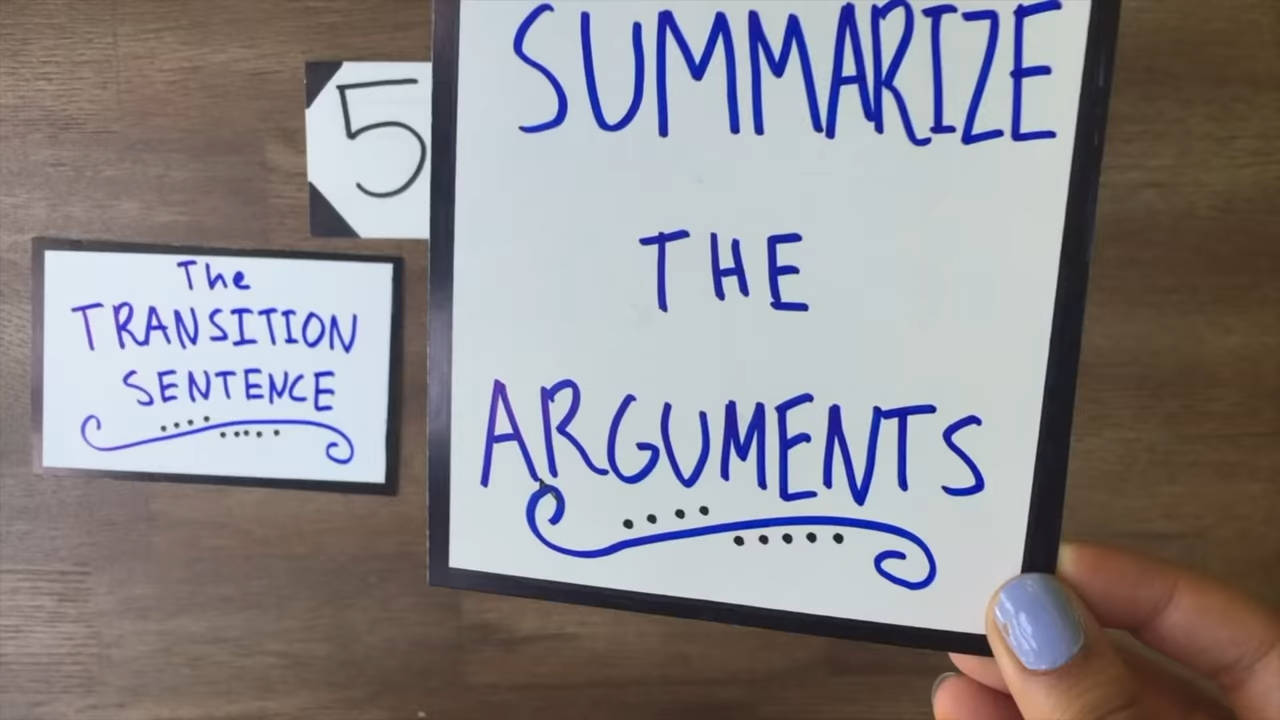 5
The
TRANSITION
SENTENCE
SUMMARIZE
THE
ARGUMENTS